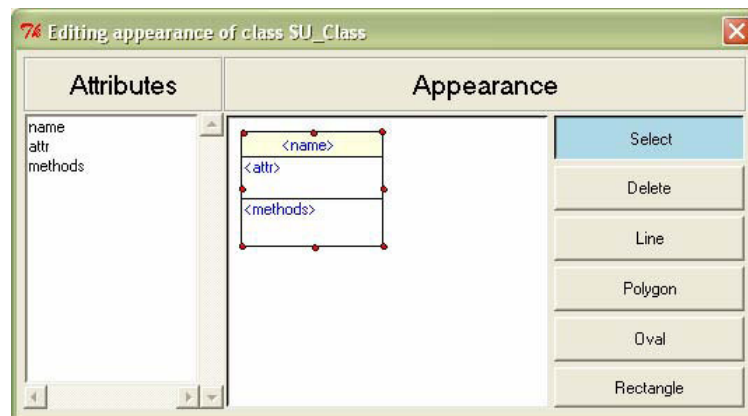 Editing appearance of class SU_Class
Attributes
Appearance
name
attr
methods
<name>
<attr>
<methods>
Select
Delete
Line
Polygon
Oval
Rectangle